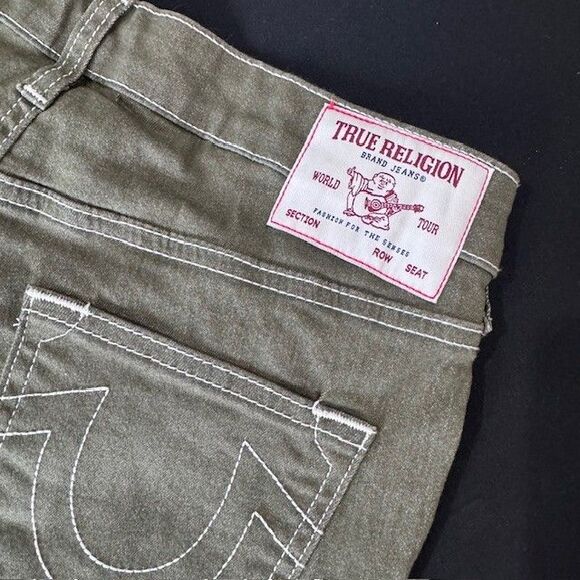 TRUE RELIGION
BRAND JEANS®
WORLD TOUR
FASHION FOR THE SENSES
SECTION ROW SEAT